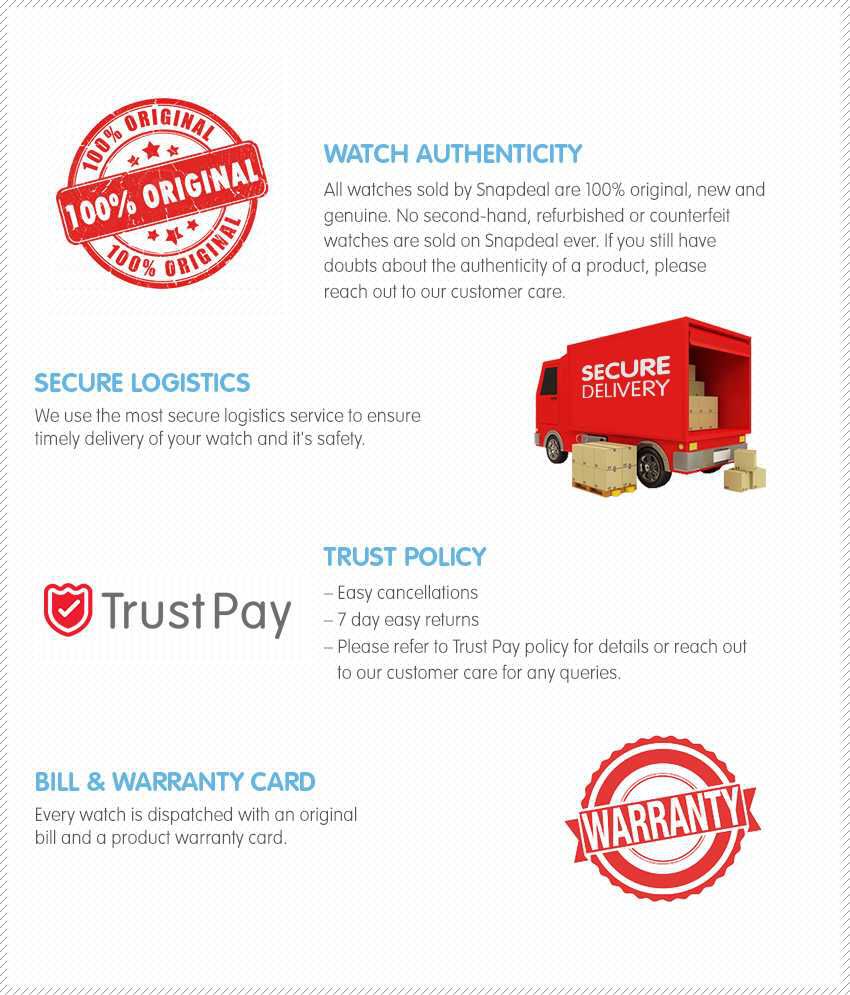 100% ORIGINAL
100% ORIGINAL
100% ORIGINAL
WATCH AUTHENTICITY
All watches sold by Snapdeal are 100% original, new and
genuine. No second-hand, refurbished or counterfeit
watches are sold on Snapdeal ever. If you still have
doubts about the authenticity of a product, please
reach out to our customer care.
SECURE LOGISTICS
We use the most secure logistics service to ensure
timely delivery of your watch and it's safety.
SECURE
DELIVERY
TrustPay
TRUST POLICY
– Easy cancellations
– 7 day easy returns
– Please refer to Trust Pay policy for details or reach out
to our customer care for any queries.
BILL & WARRANTY CARD
Every watch is dispatched with an original
bill and a product warranty card.
WARRANTY